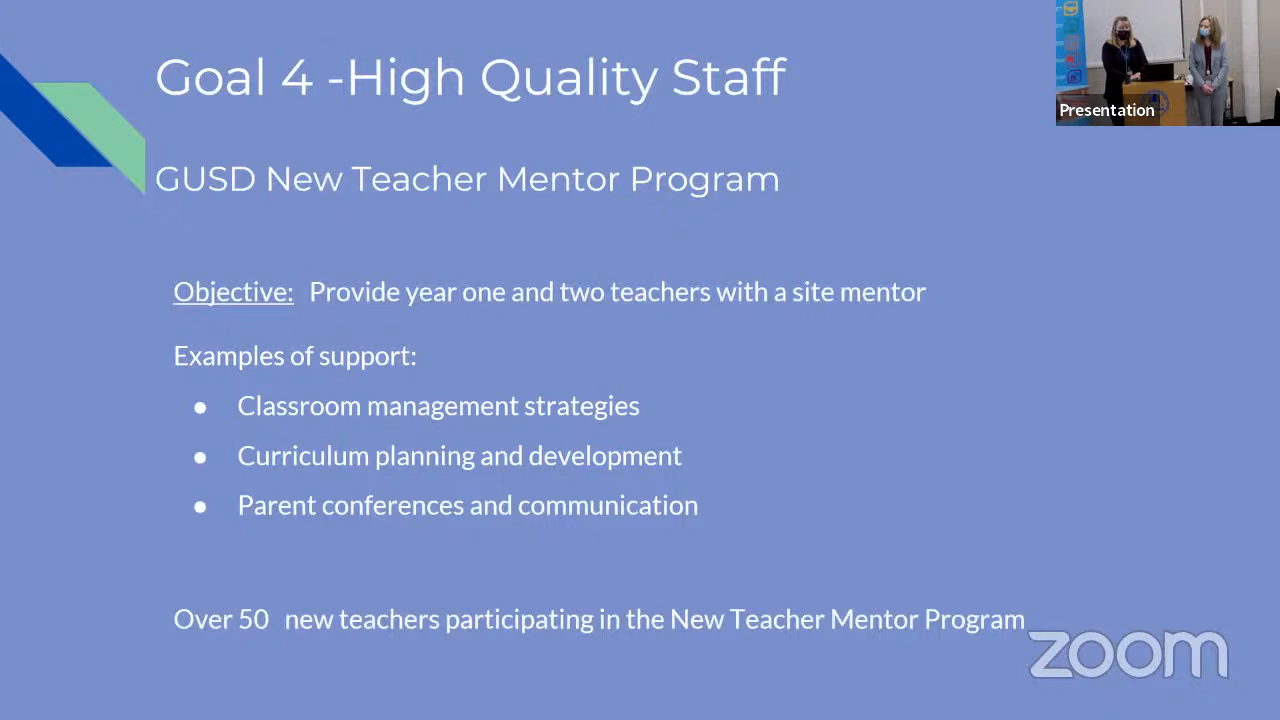 Goal 4 -High Quality Staff
Presentation
GUSD New Teacher Mentor Program
Objective: Provide year one and two teachers with a site mentor
Examples of support:
● Classroom management strategies
● Curriculum planning and development
● Parent conferences and communication
Over 50 new teachers participating in the New Teacher Mentor Program
zoom